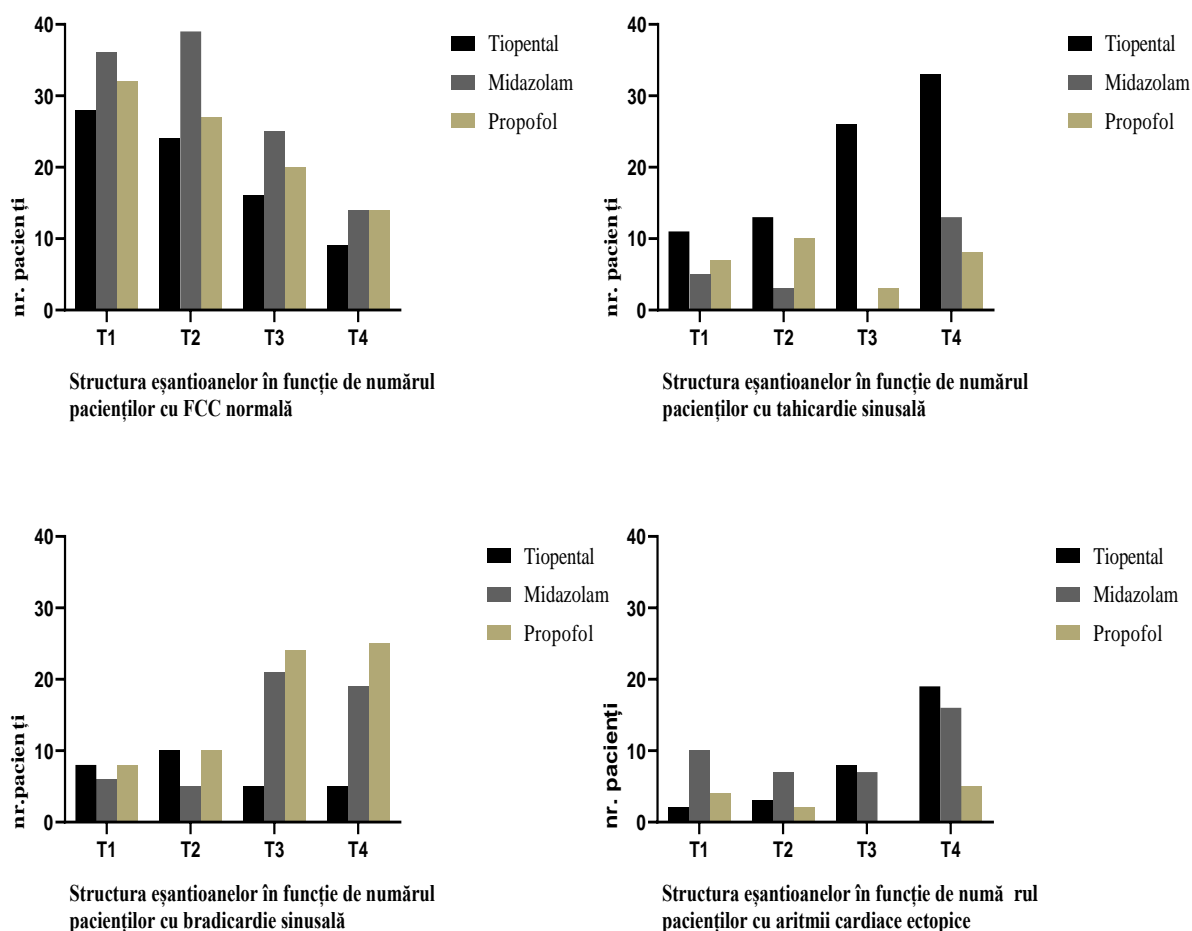 40
30
20
10
0
nr. pacienți
T1 T2 T3 T4
Tiopental
Midazolam
Propofol
Structura eșantioanelor în funcție de numărul
pacienților cu FCC normală
40
30
20
10
0
nr. pacienți
T1 T2 T3 T4
Tiopental
Midazolam
Propofol
Structura eșantioanelor în funcție de numărul
pacienților cu tahicardie sinusală
40
30
20
10
0
nr.pacienți
T1 T2 T3 T4
Tiopental
Midazolam
Propofol
Structura eșantioanelor în funcție de numărul
pacienților cu bradicardie sinusală
40
30
20
10
0
nr. pacienți
T1 T2 T3 T4
Tiopental
Midazolam
Propofol
Structura eșantioanelor în funcție de numă rul
pacienților cu aritmii cardiace ectopice